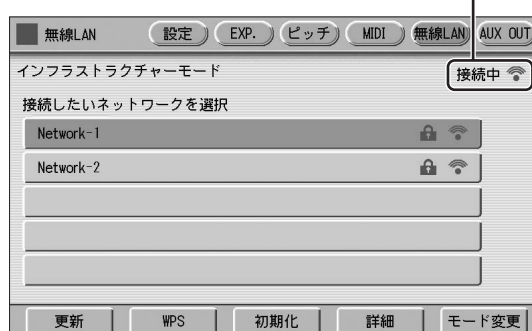 無線LAN 設定 EXP. ピッチ MIDI 無線LAN AUX OUT
インフラストラクチャーモード 接続中
接続したいネットワークを選択
Network-1
Network-2
更新 WPS 初期化 詳細 モード変更